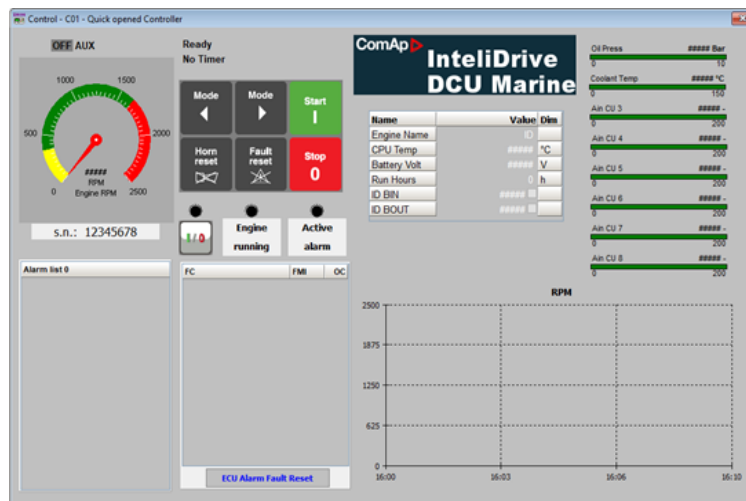 Control - C01 - Quick opened Controller
OFF AUX
1000
1500
500
2000
0
2500
#####
RPM
Engine RPM
s.n.: 12345678
Ready
No Timer
Mode
Mode
Start
I
Horn
reset
Fault
reset
Stop
0
I / 0
Engine
running
Active
alarm
Alarm list 0
FC FMI OC
ECU Alarm Fault Reset
ComAp
InteliDrive
DCU Marine
Name Value Dim
Engine Name ID
CPU Temp ##### °C
Battery Volt ##### V
Run Hours 0 h
ID BIN #####
ID BOUT #####
Oil Press ##### Bar
0 10
Coolant Temp ##### °C
0 150
Ain CU 3 ##### -
0 200
Ain CU 4 ##### -
0 200
Ain CU 5 ##### -
0 200
Ain CU 6 ##### -
0 200
Ain CU 7 ##### -
0 200
Ain CU 8 ##### -
0 200
RPM
2500
1875
1250
625
0
16:00 16:03 16:06 16:10